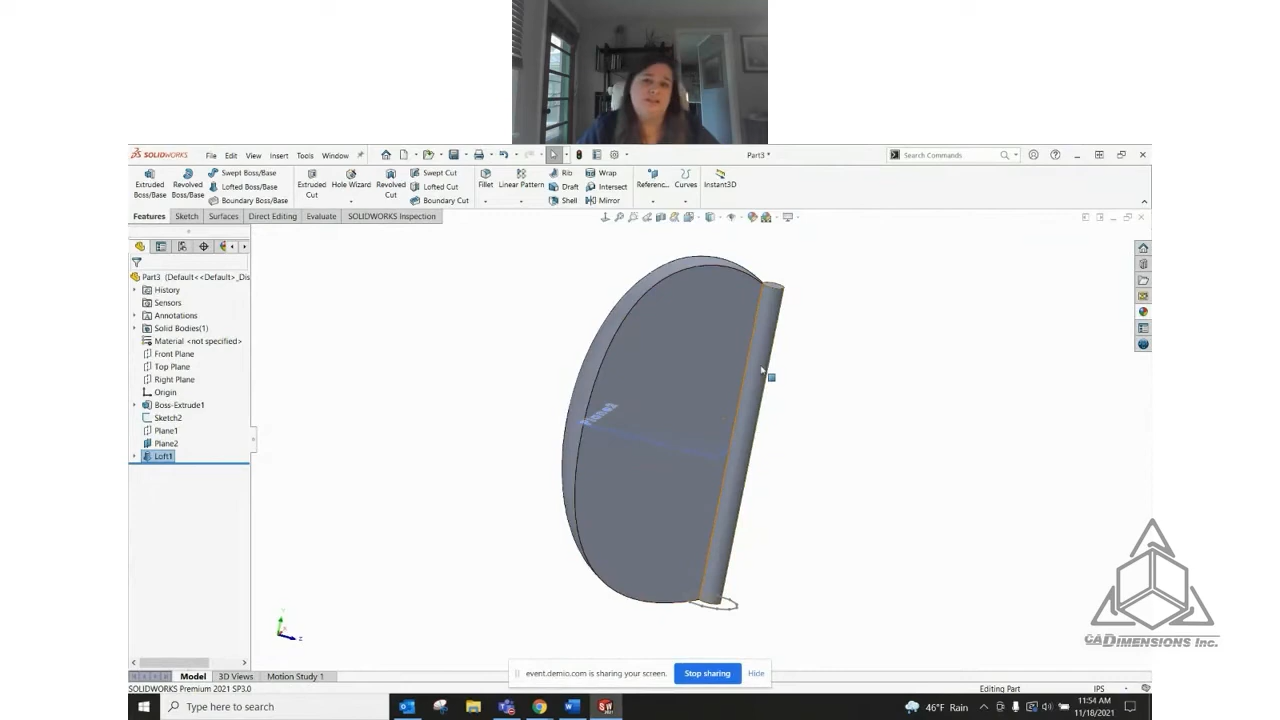 SOLIDWORKS File Edit View Insert Tools Window Part3 * Search Commands
Extruded Boss/Base
Revolved Boss/Base
Swept Boss/Base
Lofted Boss/Base
Boundary Boss/Base
Extruded Cut
Hole Wizard
Revolved Cut
Swept Cut
Lofted Cut
Boundary Cut
Fillet
Linear Pattern
Rib
Draft
Shell
Wrap
Intersect
Mirror
Referenc...
Curves
Instant3D
Features Sketch Surfaces Direct Editing Evaluate SOLIDWORKS Inspection
Part3 (Default<<Default>_Dis
History
Sensors
Annotations
Solid Bodies(1)
Material <not specified>
Front Plane
Top Plane
Right Plane
Origin
Boss-Extrude1
Sketch2
Plane1
Plane2
Loft1
Plane2
CADIMENSIONS Inc.
event.demio.com is sharing your screen. Stop sharing Hide
Model 3D Views Motion Study 1
SOLIDWORKS Premium 2021 SP3.0 Editing Part IPS
Type here to search 46°F Rain 11:54 AM
11/18/2021